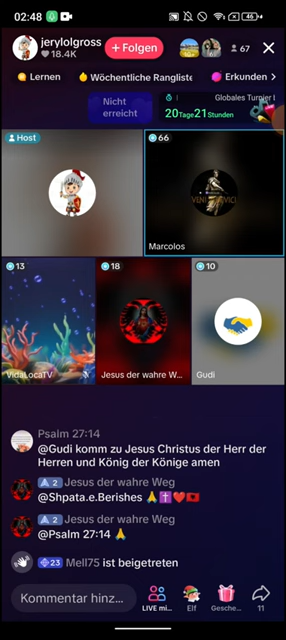 02:48
46
jerylolgross
18.4K
+ Folgen
67
Lernen
Wöchentliche Rangliste
Erkunden
Nicht
erreicht
Globales Turnier
20Tage21Stunden
Host
66
VENI VICI
Marcolos
13
18
10
VidaLocaTV
Jesus der wahre W...
Gudi
Psalm 27:14
@Gudi komm zu Jesus Christus der Herr der
Herren und König der Könige amen
A 2 Jesus der wahre Weg
@Shpata.e.Berishes 🙏✝️❤️🇦🇱
A 2 Jesus der wahre Weg
@Psalm 27:14 🙏
23 Mell75 ist beigetreten
Kommentar hinz...
LIVE mi...
Elf
Gesche...
11